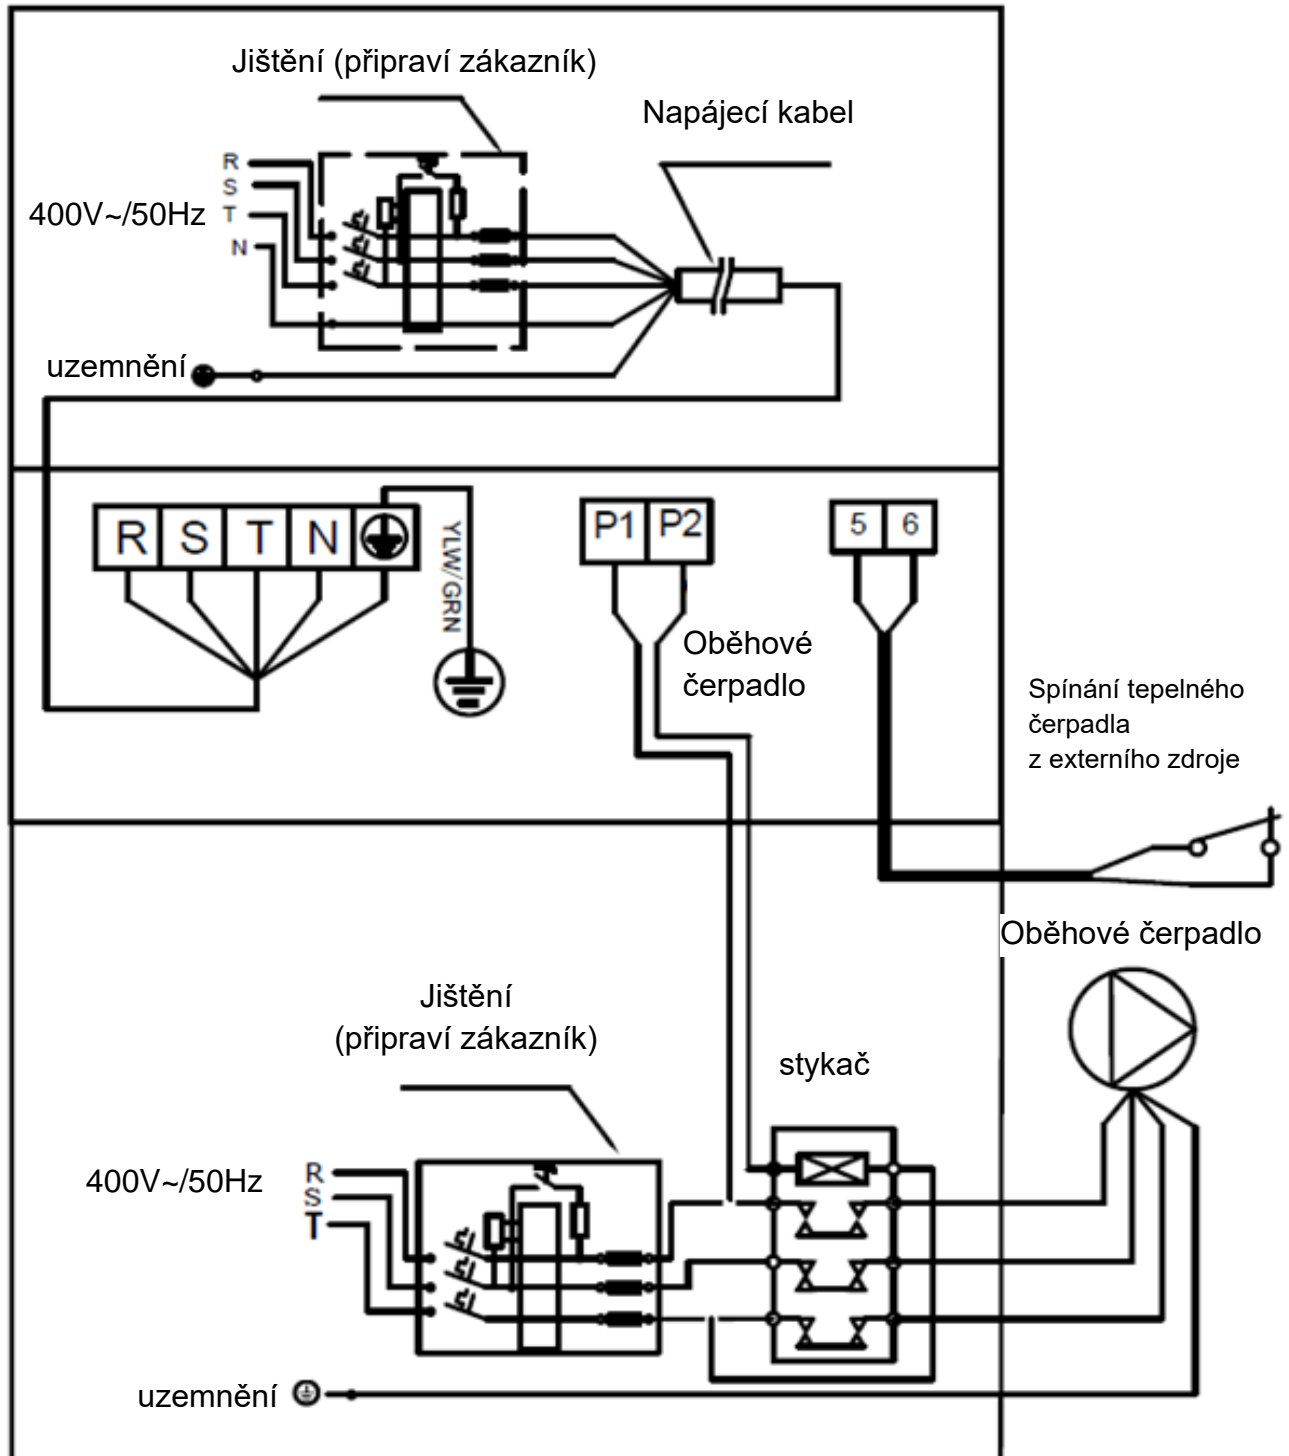 Jištění (připraví zákazník)
Napájecí kabel
R
S
400V~/50Hz T
N
uzemnění
R S T N
YLW/GRN
P1 P2
5 6
Oběhové
čerpadlo
Spínání tepelného
čerpadla
z externího zdroje
Oběhové čerpadlo
Jištění
(připraví zákazník)
stykač
400V~/50Hz R
S
T
uzemnění